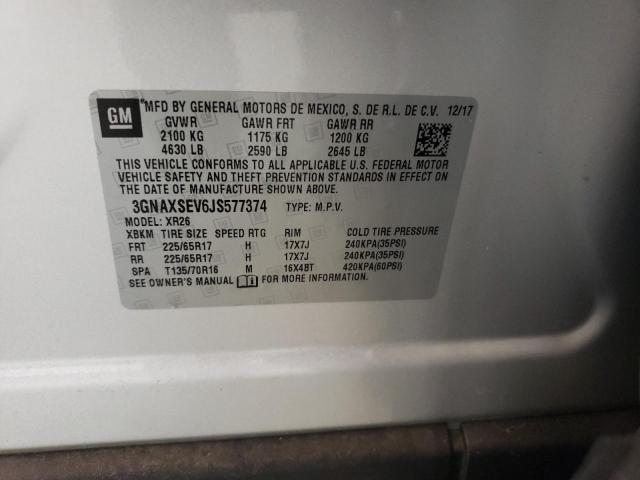 GM
*MFD BY GENERAL MOTORS DE MEXICO, S. DE R.L. DE C.V. 12/17
GVWR GAWR FRT GAWR RR
2100 KG 1175 KG 1200 KG
4630 LB 2590 LB 2645 LB
THIS VEHICLE CONFORMS TO ALL APPLICABLE U.S. FEDERAL MOTOR
VEHICLE SAFETY AND THEFT PREVENTION STANDARDS IN EFFECT ON
THE DATE OF MANUFACTURE SHOWN ABOVE.
3GNAXSEV6JS577374 TYPE: M.P.V.
MODEL: XR26
XBKM TIRE SIZE SPEED RTG RIM COLD TIRE PRESSURE
FRT 225/65R17 H 17X7J 240KPA(35PSI)
RR 225/65R17 H 17X7J 240KPA(35PSI)
SPA T135/70R16 M 16X4BT 420KPA(60PSI)
SEE OWNER'S MANUAL FOR MORE INFORMATION.